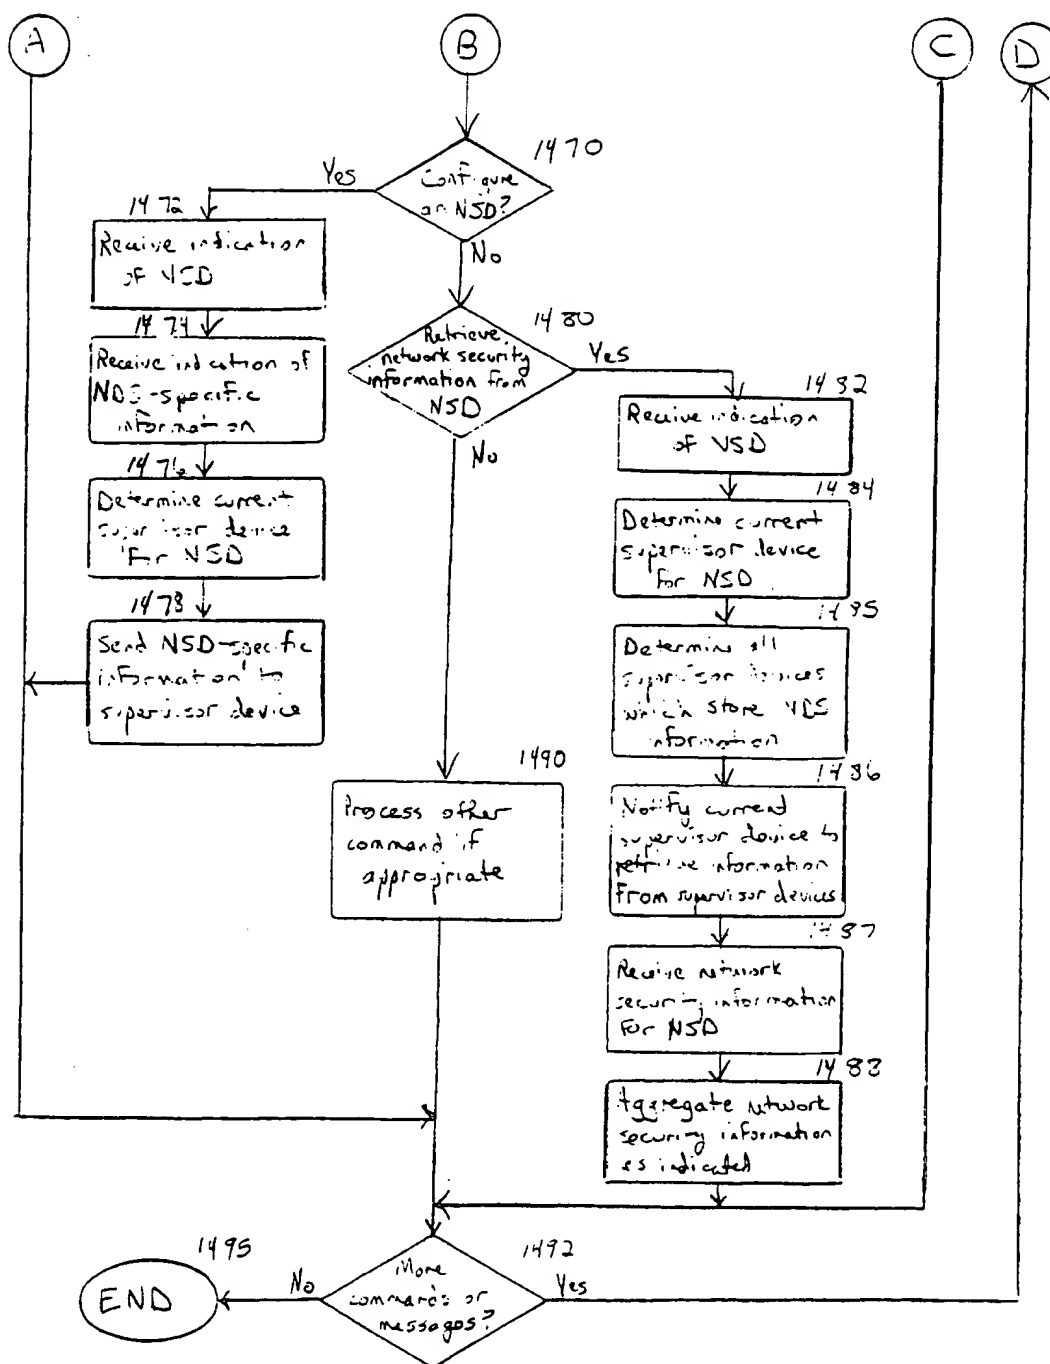 A
B
C
D
1470
Configure
an NSD?
Yes
No
1472
Receive indication
of NSD
1474
Receive indication of
NDS-specific
information
1476
Determine current
supervisor device
for NSD
1478
Send NSD-specific
information to
supervisor device
1480
Retrieve
network security
information from
NSD
Yes
No
1482
Receive indication
of NSD
1484
Determine current
supervisor device
for NSD
1485
Determine all
supervisor devices
which store NDS
information
1486
Notify current
supervisor device to
retrieve information
from supervisor devices
1487
Receive network
security information
for NSD
1488
Aggregate network
security information
as indicated
1490
Process other
command if
appropriate
1492
More
commands or
messages?
Yes
No
1495
END